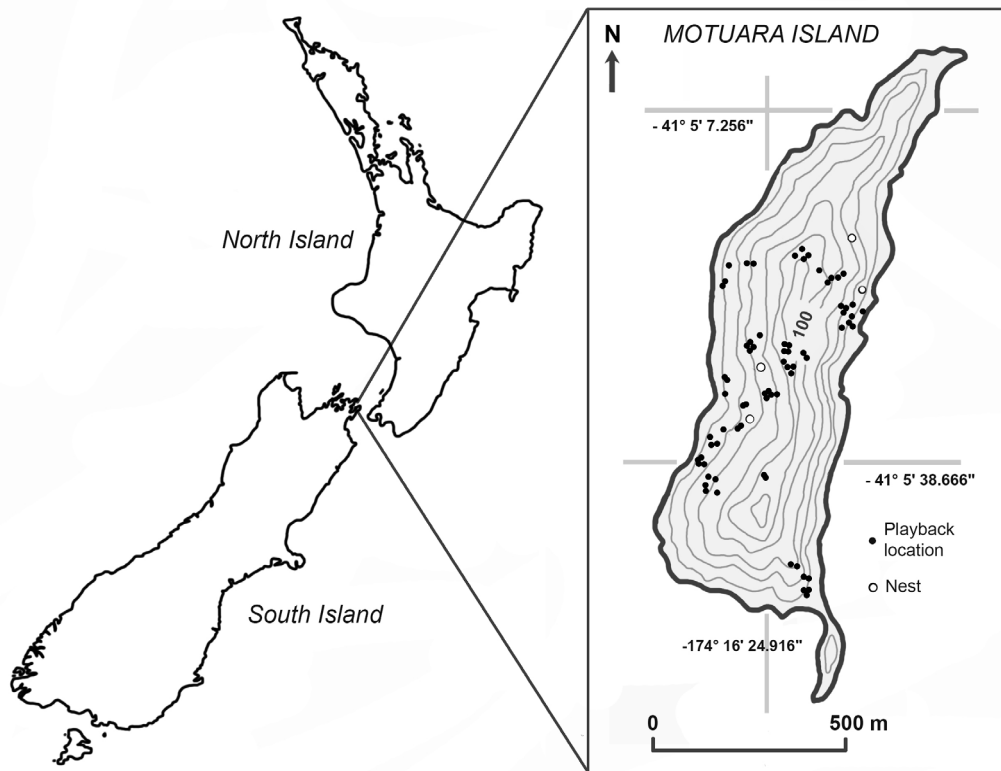 N
MOTUARA ISLAND
- 41° 5' 7.256"
North Island
100
- 41° 5' 38.666"
Playback
location
Nest
South Island
-174° 16' 24.916"
0
500 m